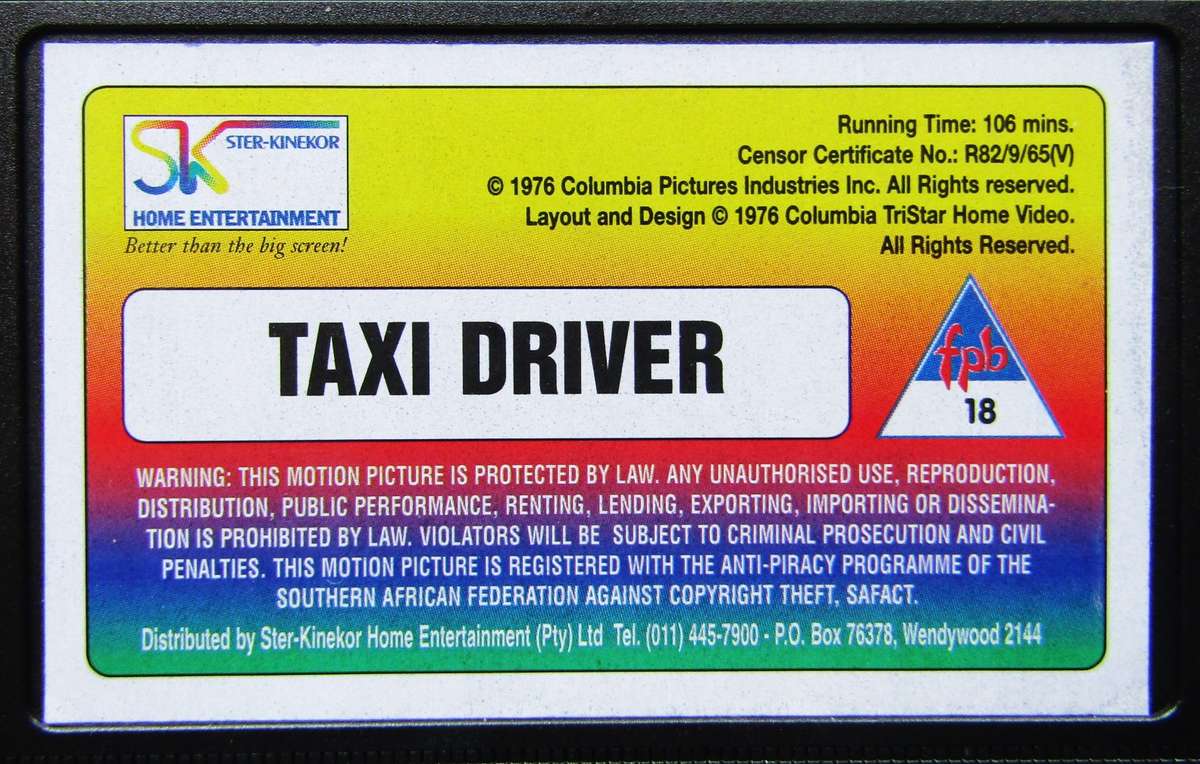 SK STER-KINEKOR
HOME ENTERTAINMENT
Better than the big screen!
Running Time: 106 mins.
Censor Certificate No.: R82/9/65(V)
© 1976 Columbia Pictures Industries Inc. All Rights reserved.
Layout and Design © 1976 Columbia TriStar Home Video.
All Rights Reserved.
TAXI DRIVER
fpb
18
WARNING: THIS MOTION PICTURE IS PROTECTED BY LAW. ANY UNAUTHORISED USE, REPRODUCTION,
DISTRIBUTION, PUBLIC PERFORMANCE, RENTING, LENDING, EXPORTING, IMPORTING OR DISSEMINA-
TION IS PROHIBITED BY LAW. VIOLATORS WILL BE SUBJECT TO CRIMINAL PROSECUTION AND CIVIL
PENALTIES. THIS MOTION PICTURE IS REGISTERED WITH THE ANTI-PIRACY PROGRAMME OF THE
SOUTHERN AFRICAN FEDERATION AGAINST COPYRIGHT THEFT, SAFACT.
Distributed by Ster-Kinekor Home Entertainment (Pty) Ltd Tel. (011) 445-7900 - P.O. Box 76378, Wendywood 2144